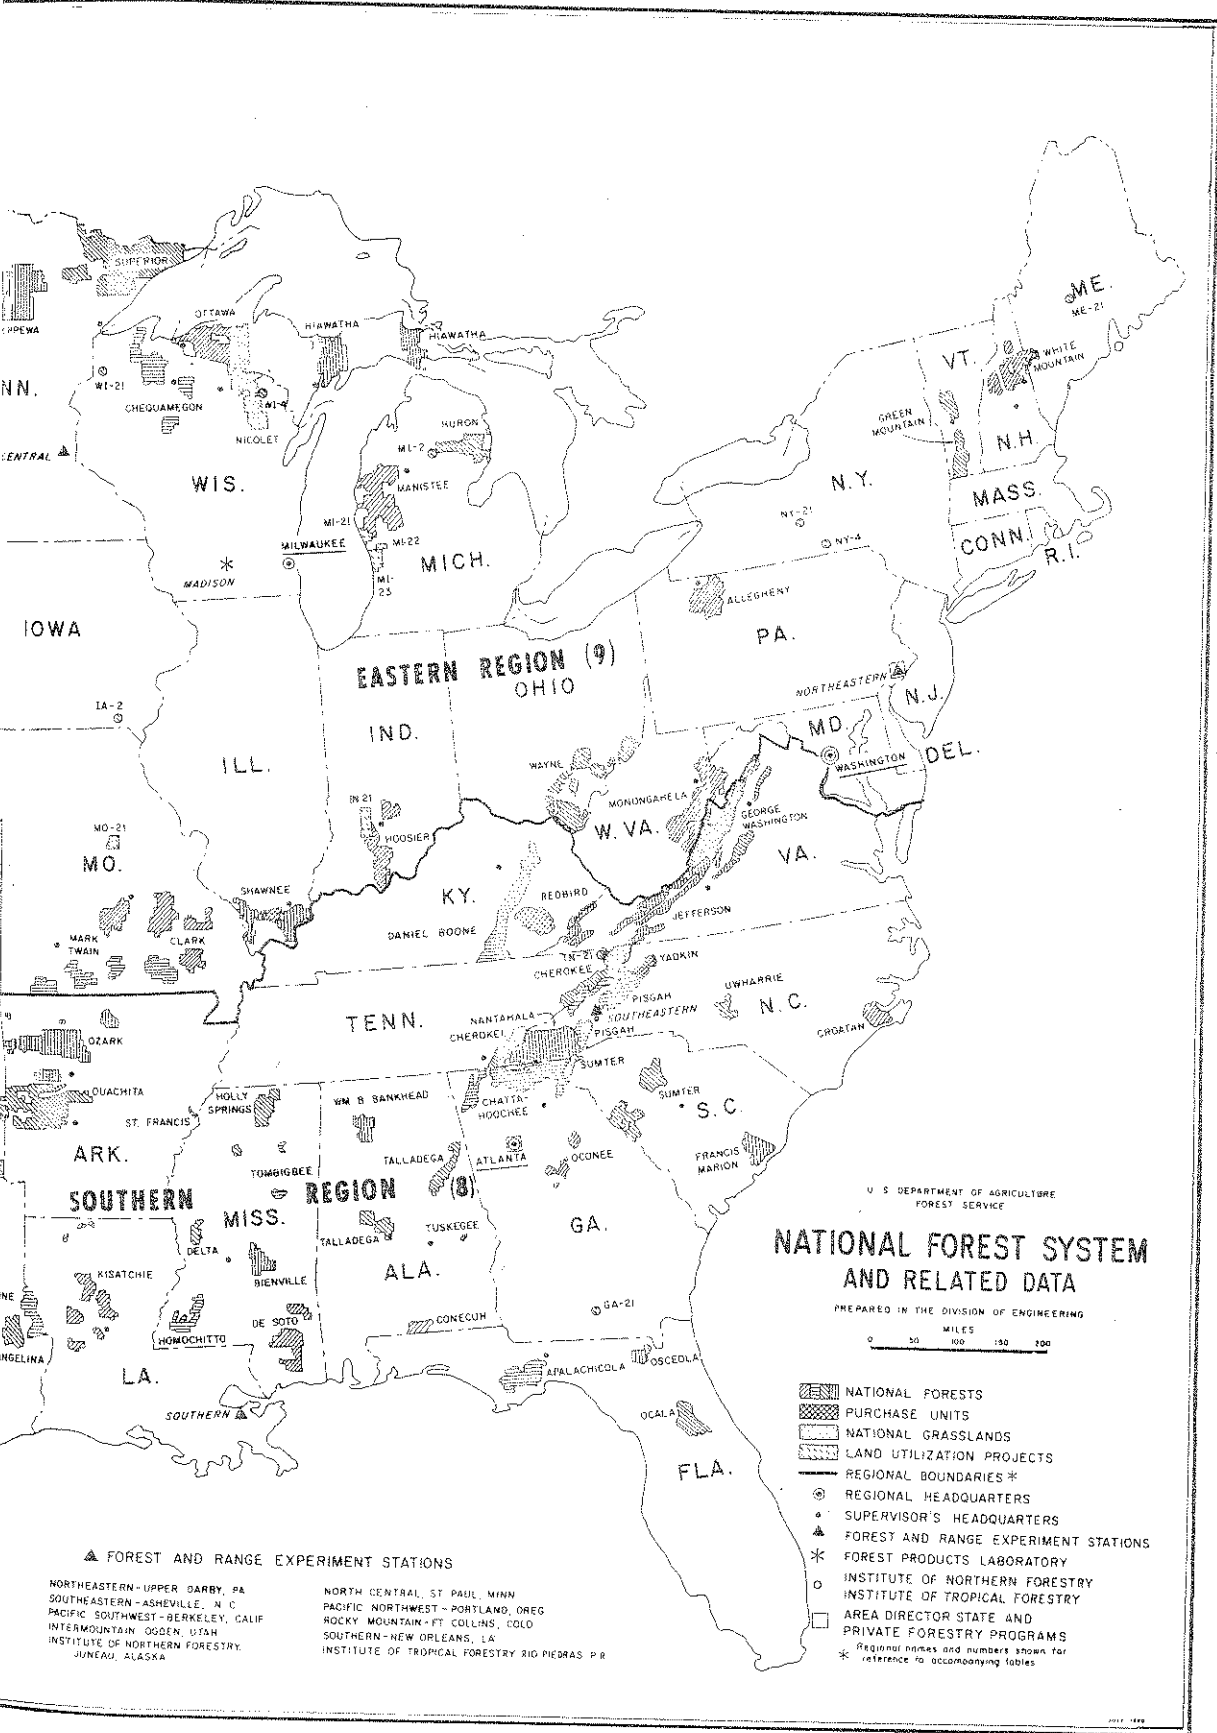 SUPERIOR
OTTAWA
HIAWATHA
HIAWATHA
ME.
ME-21
VT.
WHITE
MOUNTAIN
NN.
WI-21
CHEQUAMEGON
NICOLET
HURON
MI-2
GREEN
MOUNTAIN
N.H.
WIS.
MANISTEE
N.Y.
MASS.
MI-21
MILWAUKEE
MI-22
NY-21
CONN.
R.I.
NY-4
MADISON
MICH.
MI-
23
ALLEGHENY
IOWA
PA.
EASTERN REGION (9)
OHIO
NORTHEASTERN
N.J.
IA-2
IND.
MD.
DEL.
WASHINGTON
ILL.
WAYNE
IN 21
MONONGAHELA
GEORGE
WASHINGTON
MO-21
HOOSIER
W. VA.
VA.
MO.
SHAWNEE
KY.
REDBIRD
JEFFERSON
MARK
TWAIN
CLARK
DANIEL BOONE
TN-21
CHEROKEE
YADKIN
UWHARRIE
PISGAH
N.C.
TENN.
NANTAHALA
SOUTHEASTERN
CHEROKEE
PISGAH
CROATAN
OZARK
SUMTER
OUACHITA
HOLLY
SPRINGS
WM B BANKHEAD
CHATTA-
HOOCHEE
SUMTER
S.C.
ST. FRANCIS
ARK.
TALLADEGA
ATLANTA
OCONEE
FRANCIS
MARION
TOMBIGBEE
SOUTHERN REGION (8)
MISS.
GA.
TUSKEGEE
TALLADEGA
DELTA
ALA.
KISATCHIE
BIENVILLE
GA-21
CONECUH
DE SOTO
HOMOCHITTO
ANGELINA
LA.
APALACHICOLA
OSCEOLA
OCALA
SOUTHERN
FLA.
U S DEPARTMENT OF AGRICULTURE
FOREST SERVICE
NATIONAL FOREST SYSTEM
AND RELATED DATA
PREPARED IN THE DIVISION OF ENGINEERING
MILES
0 50 100 150 200
NATIONAL FORESTS
PURCHASE UNITS
NATIONAL GRASSLANDS
LAND UTILIZATION PROJECTS
REGIONAL BOUNDARIES *
REGIONAL HEADQUARTERS
SUPERVISOR'S HEADQUARTERS
FOREST AND RANGE EXPERIMENT STATIONS
FOREST PRODUCTS LABORATORY
INSTITUTE OF NORTHERN FORESTRY
INSTITUTE OF TROPICAL FORESTRY
AREA DIRECTOR STATE AND
PRIVATE FORESTRY PROGRAMS
* Regional names and numbers shown for
reference to accompanying tables
FOREST AND RANGE EXPERIMENT STATIONS
NORTHEASTERN-UPPER DARBY, PA
SOUTHEASTERN-ASHEVILLE, N C
PACIFIC SOUTHWEST-BERKELEY, CALIF
INTERMOUNTAIN OGDEN, UTAH
INSTITUTE OF NORTHERN FORESTRY.
JUNEAU, ALASKA
NORTH CENTRAL, ST PAUL, MINN
PACIFIC NORTHWEST-PORTLAND, OREG
ROCKY MOUNTAIN-FT COLLINS, COLO
SOUTHERN-NEW ORLEANS, LA
INSTITUTE OF TROPICAL FORESTRY RIO PIEDRAS P R